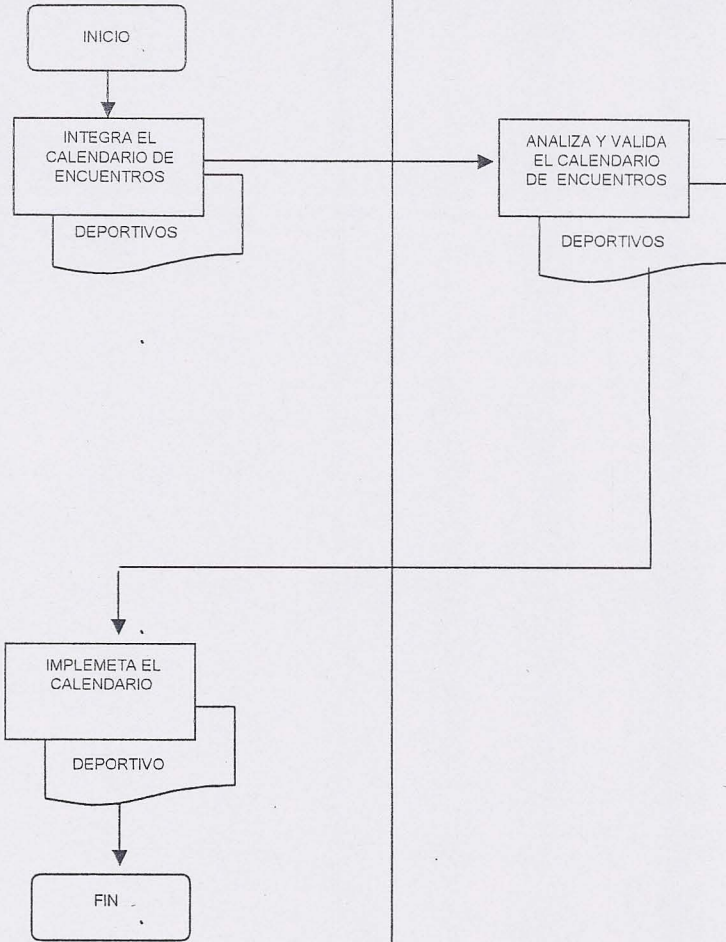 INICIO
INTEGRA EL
CALENDARIO DE
ENCUENTROS
DEPORTIVOS
ANALIZA Y VALIDA
EL CALENDARIO
DE ENCUENTROS
DEPORTIVOS
IMPLEMETA EL
CALENDARIO
DEPORTIVO
FIN